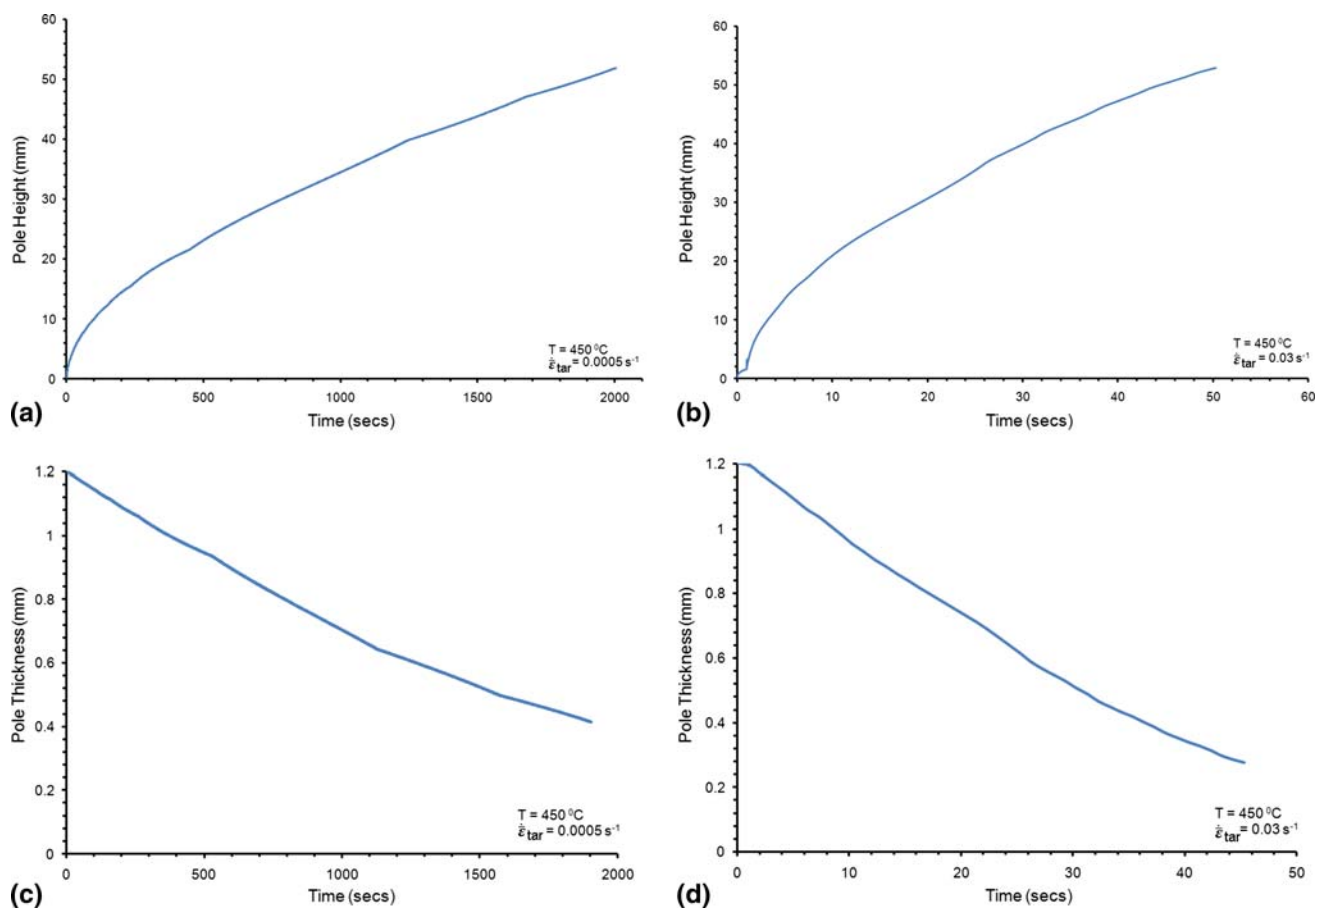 60
50
40
30
20
10
0
Pole Height (mm)
T = 450 ⁰C
ε̇tar = 0.0005 s⁻¹
0 500 1000 1500 2000
(a) Time (secs)
60
50
40
30
20
10
0
Pole Height (mm)
T = 450 ⁰C
ε̇tar = 0.03 s⁻¹
0 10 20 30 40 50 60
(b) Time (secs)
1.2
1
0.8
0.6
0.4
0.2
0
Pole Thickness (mm)
T = 450 ⁰C
ε̇tar = 0.0005 s⁻¹
0 500 1000 1500 2000
(c) Time (secs)
1.2
1
0.8
0.6
0.4
0.2
0
Pole Thickness (mm)
T = 450 ⁰C
ε̇tar = 0.03 s⁻¹
0 10 20 30 40 50
(d) Time (secs)